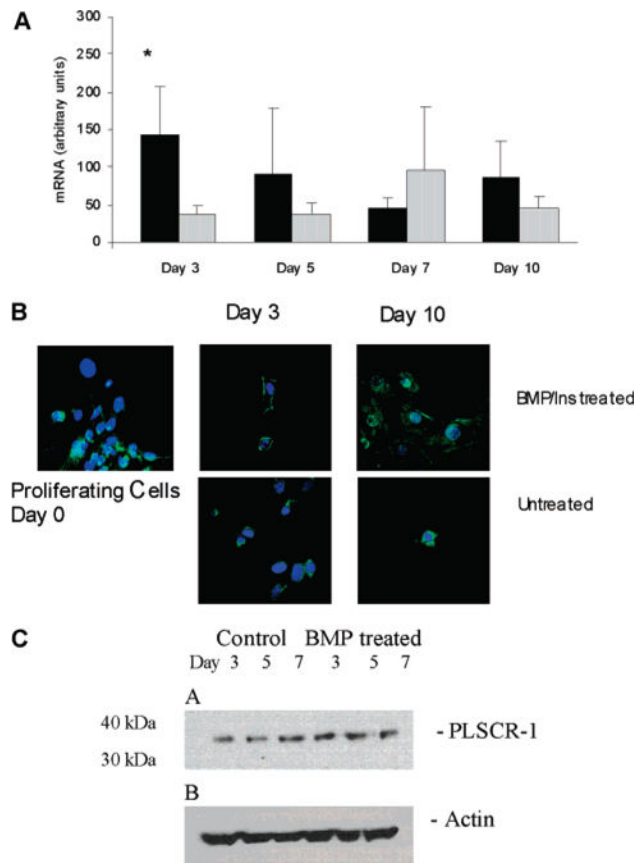 A
mRNA (arbitrary units)
300
250
200
150
100
50
0
*
Day 3 Day 5 Day 7 Day 10
B
Day 3 Day 10
BMP/Ins treated
Proliferating Cells
Day 0
Untreated
C
Control BMP treated
Day 3 5 7 3 5 7
A
40 kDa
30 kDa
- PLSCR-1
B
- Actin